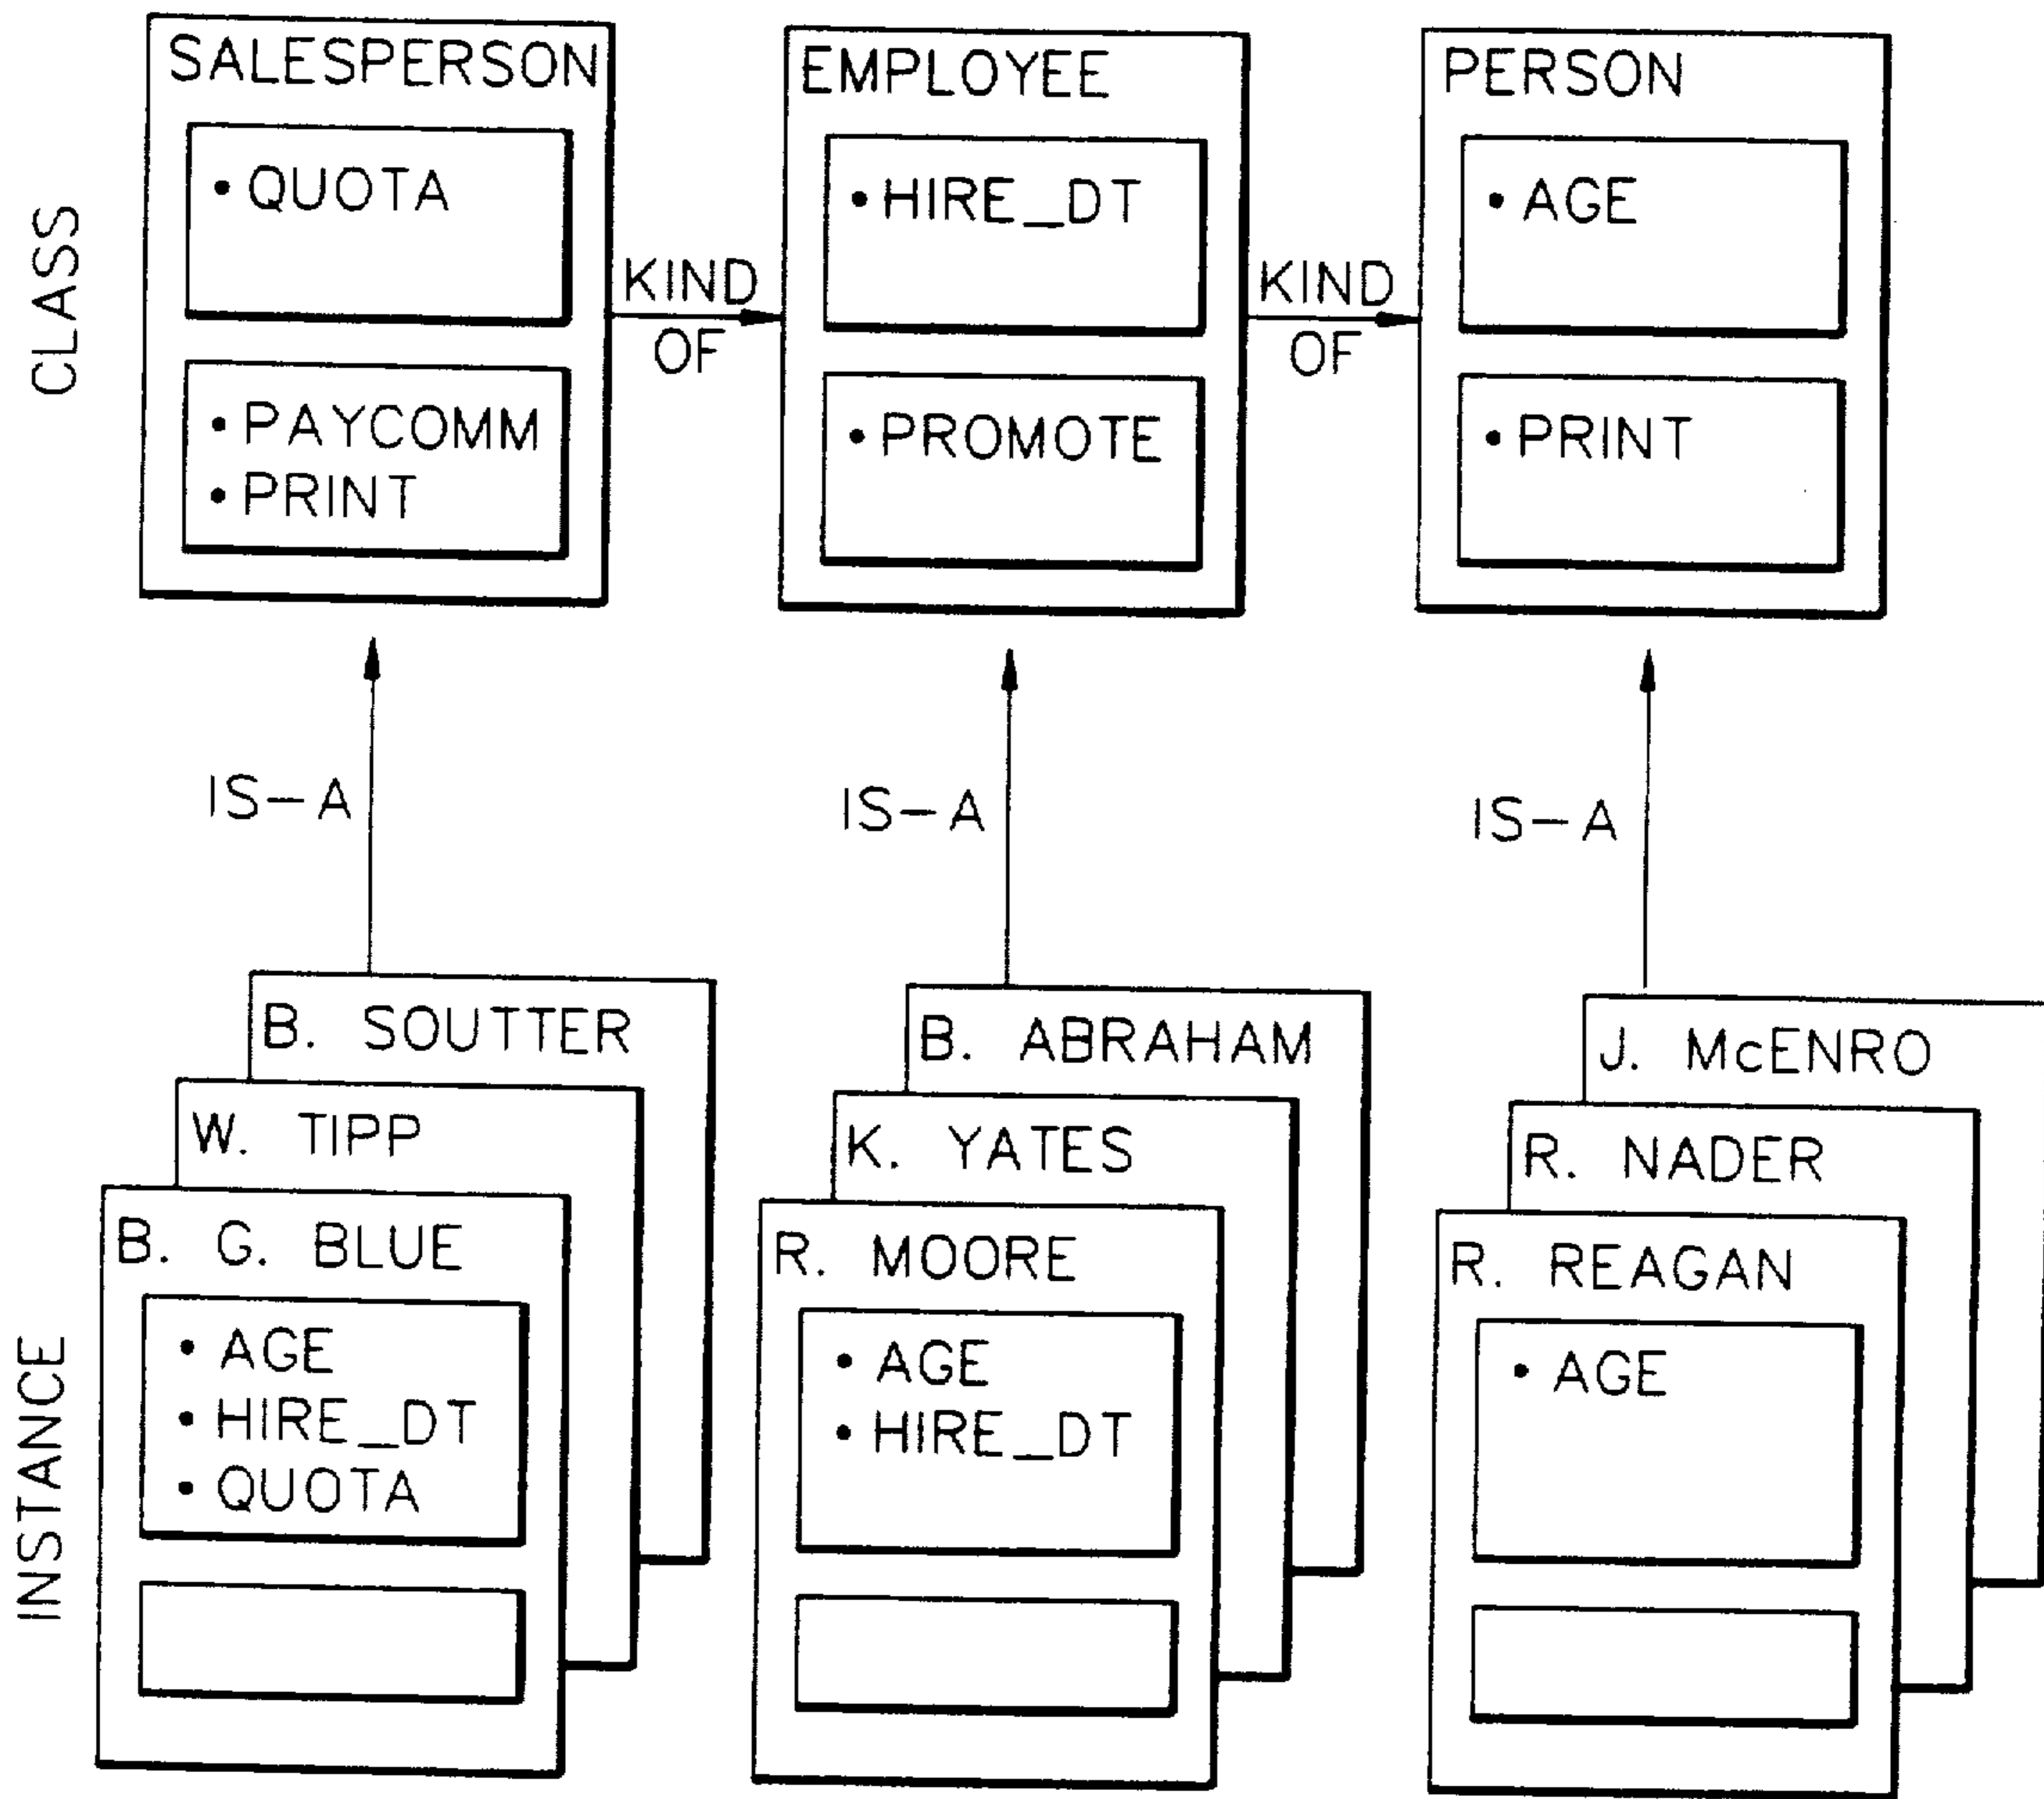 CLASS
SALESPERSON
• QUOTA
• PAYCOMM
• PRINT
KIND
OF
EMPLOYEE
• HIRE_DT
• PROMOTE
KIND
OF
PERSON
• AGE
• PRINT
IS-A
IS-A
IS-A
INSTANCE
B. SOUTTER
W. TIPP
B. G. BLUE
• AGE
• HIRE_DT
• QUOTA
B. ABRAHAM
K. YATES
R. MOORE
• AGE
• HIRE_DT
J. McENRO
R. NADER
R. REAGAN
• AGE